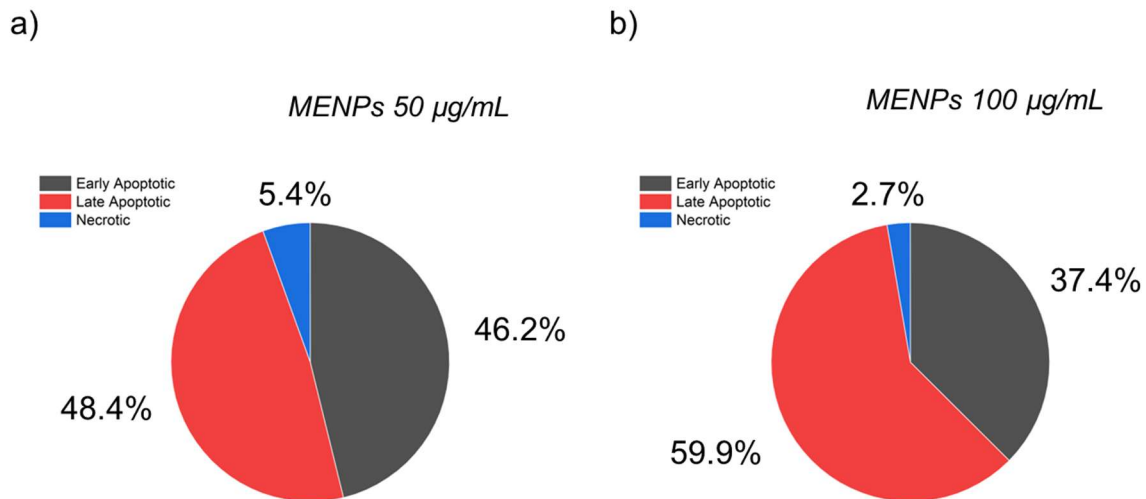 a)
MENPs 50 µg/mL
Early Apoptotic
Late Apoptotic
Necrotic
5.4%
46.2%
48.4%
b)
MENPs 100 µg/mL
Early Apoptotic
Late Apoptotic
Necrotic
2.7%
37.4%
59.9%